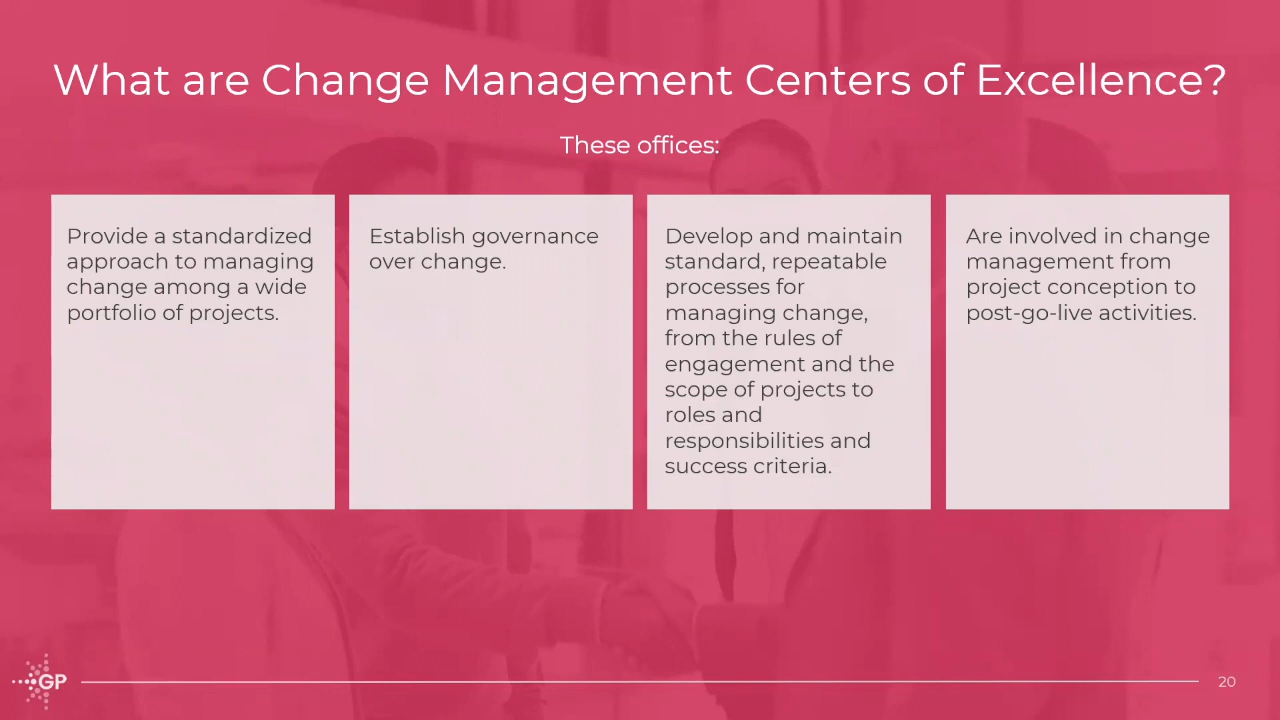 What are Change Management Centers of Excellence?
These offices:
Provide a standardized
approach to managing
change among a wide
portfolio of projects.
Establish governance
over change.
Develop and maintain
standard, repeatable
processes for
managing change,
from the rules of
engagement and the
scope of projects to
roles and
responsibilities and
success criteria.
Are involved in change
management from
project conception to
post-go-live activities.
GP
20